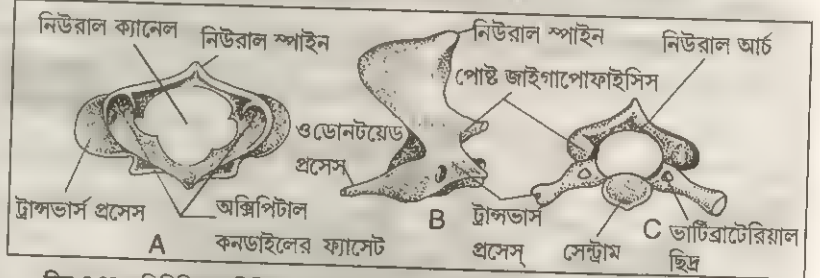 নিউরাল ক্যানেল
নিউরাল স্পাইন
নিউরাল স্পাইন
নিউরাল আর্চ
পোষ্ট জাইগাপোফাইসিস
ওডোনটয়েড
প্রসেস
ট্রান্সভার্স প্রসেস
অক্সিপিটাল
কনডাইলের ফ্যাসেট
A
B
ট্রান্সভার্স
প্রসেস্
সেন্ট্রাম
C
ভার্টিব্রাটেরিয়াল
ছিদ্র